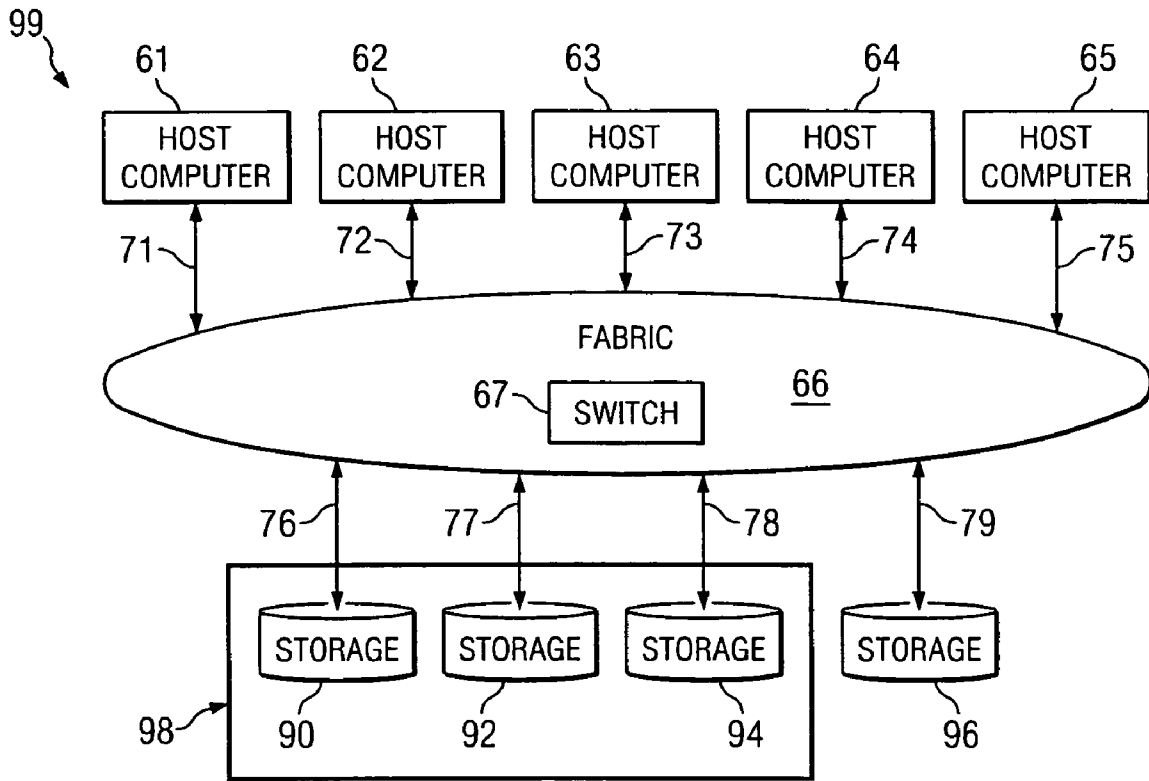 99
61 62 63 64 65
HOST COMPUTER
HOST COMPUTER
HOST COMPUTER
HOST COMPUTER
HOST COMPUTER
71 72 73 74 75
FABRIC
67 SWITCH 66
76 77 78 79
STORAGE STORAGE STORAGE STORAGE
98 90 92 94 96